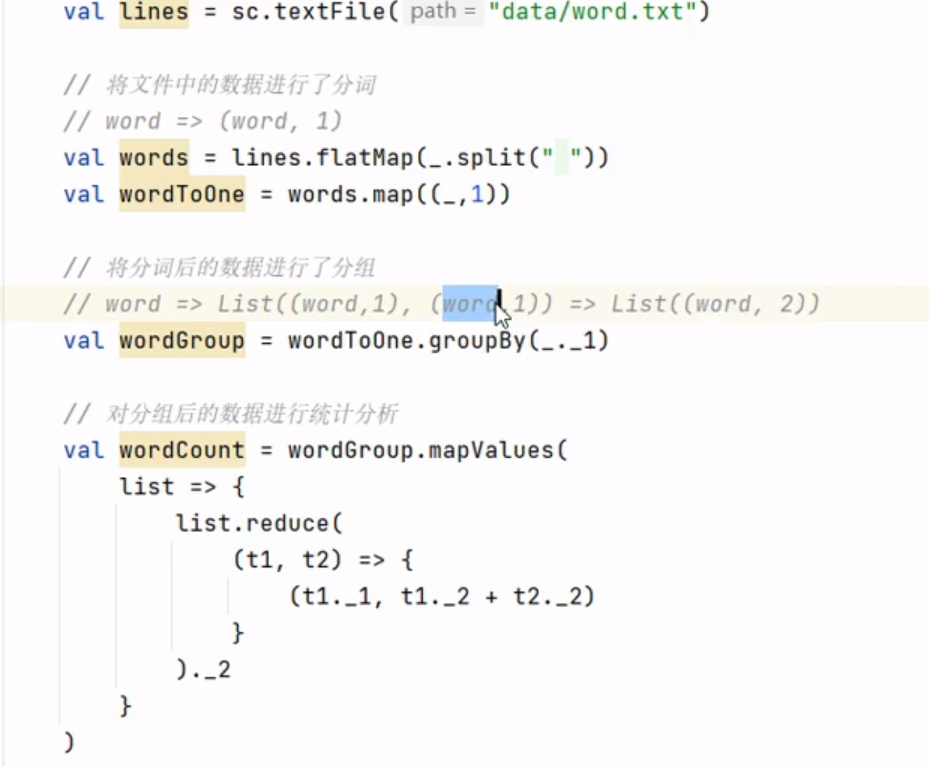 val lines = sc.textFile( path = "data/word.txt")
// 将文件中的数据进行了分词
// word => (word, 1)
val words = lines.flatMap(_.split(" "))
val wordToOne = words.map((_,1))
// 将分词后的数据进行了分组
// word => List((word,1), (word,1)) => List((word, 2))
val wordGroup = wordToOne.groupBy(_._1)
// 对分组后的数据进行统计分析
val wordCount = wordGroup.mapValues(
list => {
list.reduce(
(t1, t2) => {
(t1._1, t1._2 + t2._2)
}
)._2
}
)